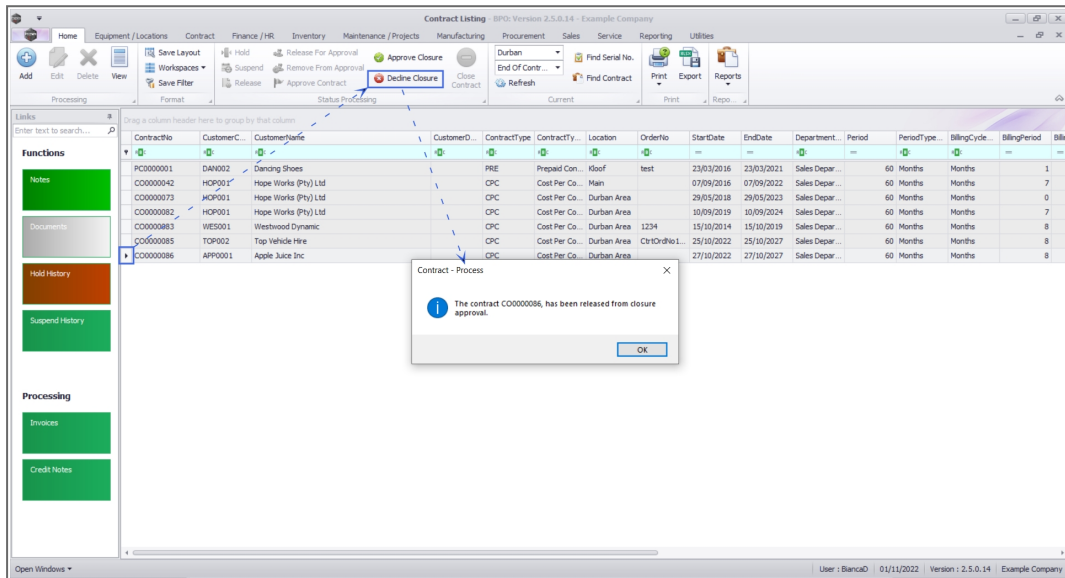 Contract Listing - BPO: Version 2.5.0.14 - Example Company
Home Equipment / Locations Contract Finance / HR Inventory Maintenance / Projects Manufacturing Procurement Sales Service Reporting Utilities
Add Edit Delete View
Processing
Save Layout
Workspaces
Save Filter
Format
Hold
Suspend
Release
Release For Approval
Remove From Approval
Approve Contract
Approve Closure
Decline Closure
Close Contract
Status Processing
Durban
End Of Contr...
Refresh
Find Serial No.
Find Contract
Current
Print
Export
Print
Reports
Repo...
Links
Enter text to search...
Functions
Notes
Documents
Hold History
Suspend History
Processing
Invoices
Credit Notes
Drag a column header here to group by that column
ContractNo CustomerC... CustomerName CustomerD... ContractType ContractTy... Location OrderNo StartDate EndDate Department... Period PeriodType... BillingCycle... BillingPeriod Billi
PC0000001 DAN002 Dancing Shoes PRE Prepaid Con... Kloof test 23/03/2016 23/03/2021 Sales Depar... 60 Months Months 1
CO0000042 HOP001 Hope Works (Pty) Ltd CPC Cost Per Co... Main 07/09/2016 07/09/2022 Sales Depar... 60 Months Months 7
CO0000073 HOP001 Hope Works (Pty) Ltd CPC Cost Per Co... Durban Area 29/05/2018 29/05/2023 Sales Depar... 60 Months Months 0
CO0000082 HOP001 Hope Works (Pty) Ltd CPC Cost Per Co... Durban Area 10/09/2019 10/09/2024 Sales Depar... 60 Months Months 7
CO0000083 WES001 Westwood Dynamic CPC Cost Per Co... Durban Area 1234 15/10/2014 15/10/2019 Sales Depar... 60 Months Months 8
CO0000085 TOP002 Top Vehicle Hire CPC Cost Per Co... Durban Area CtrtOrdNo1... 25/10/2022 25/10/2027 Sales Depar... 60 Months Months 8
CO0000086 APP0001 Apple Juice Inc CPC Cost Per Co... Durban Area 27/10/2022 27/10/2027 Sales Depar... 60 Months Months 8
Contract - Process
The contract CO0000086, has been released from closure
approval.
OK
Open Windows
User : BiancaD 01/11/2022 Version : 2.5.0.14 Example Company